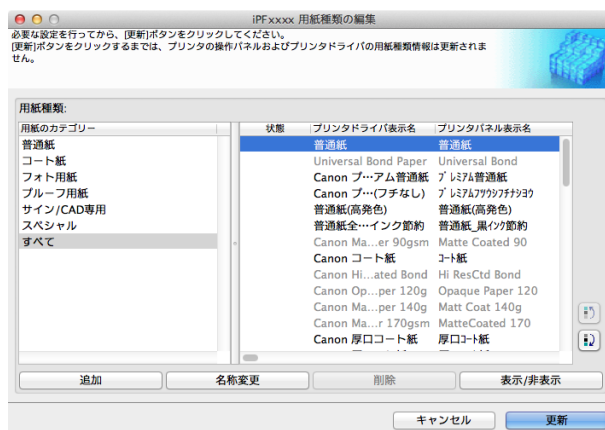 iPFxxxx 用紙種類の編集
必要な設定を行ってから、[更新]ボタンをクリックしてください。
[更新]ボタンをクリックするまでは、プリンタの操作パネルおよびプリンタドライバの用紙種類情報は更新されま
せん。
用紙種類:
用紙のカテゴリー
普通紙
コート紙
フォト用紙
プルーフ用紙
サイン/CAD専用
スペシャル
すべて
状態 プリンタドライバ表示名 プリンタパネル表示名
普通紙 普通紙
Universal Bond Paper Universal Bond
Canon プ…アム普通紙 プレミアム普通紙
Canon プ…(フチなし) プレミアムフツウシフチナシヨウ
普通紙(高発色) 普通紙(高発色)
普通紙全…インク節約 普通紙_黒インク節約
Canon Ma…er 90gsm Matte Coated 90
Canon コート紙 コート紙
Canon Hi…ated Bond Hi ResCtd Bond
Canon Op…per 120g Opaque Paper 120
Canon Ma…per 140g Matt Coat 140g
Canon Ma…r 170gsm MatteCoated 170
Canon 厚口コート紙 厚口コート紙
追加 名称変更 削除 表示/非表示
キャンセル 更新